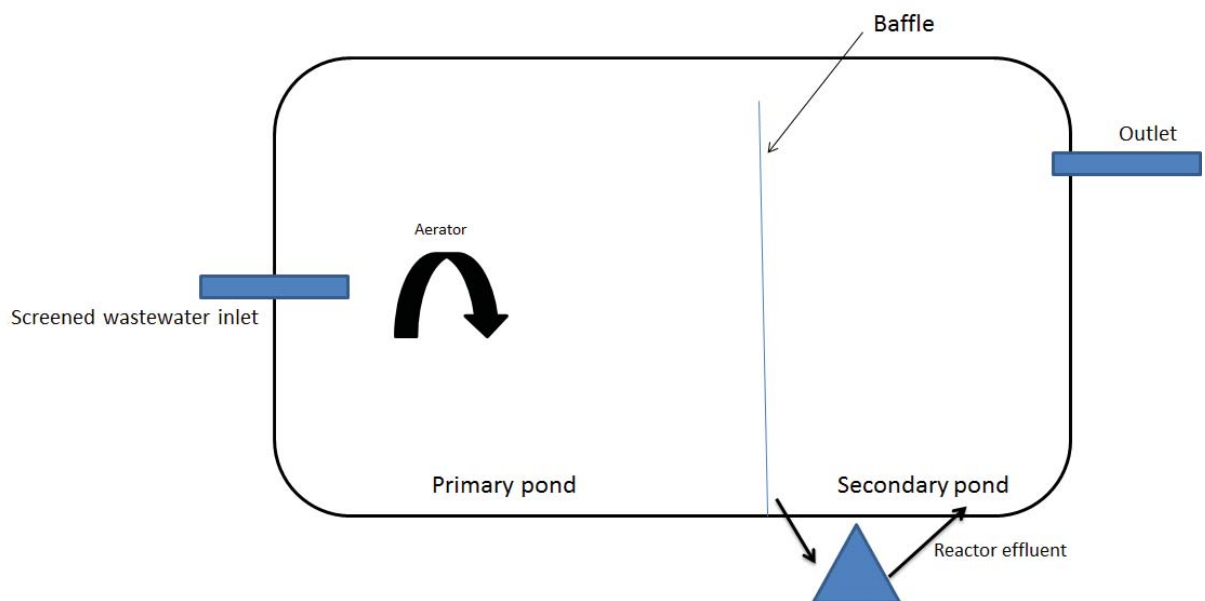 Baffle
Outlet
Aerator
Screened wastewater inlet
Primary pond
Secondary pond
Reactor effluent